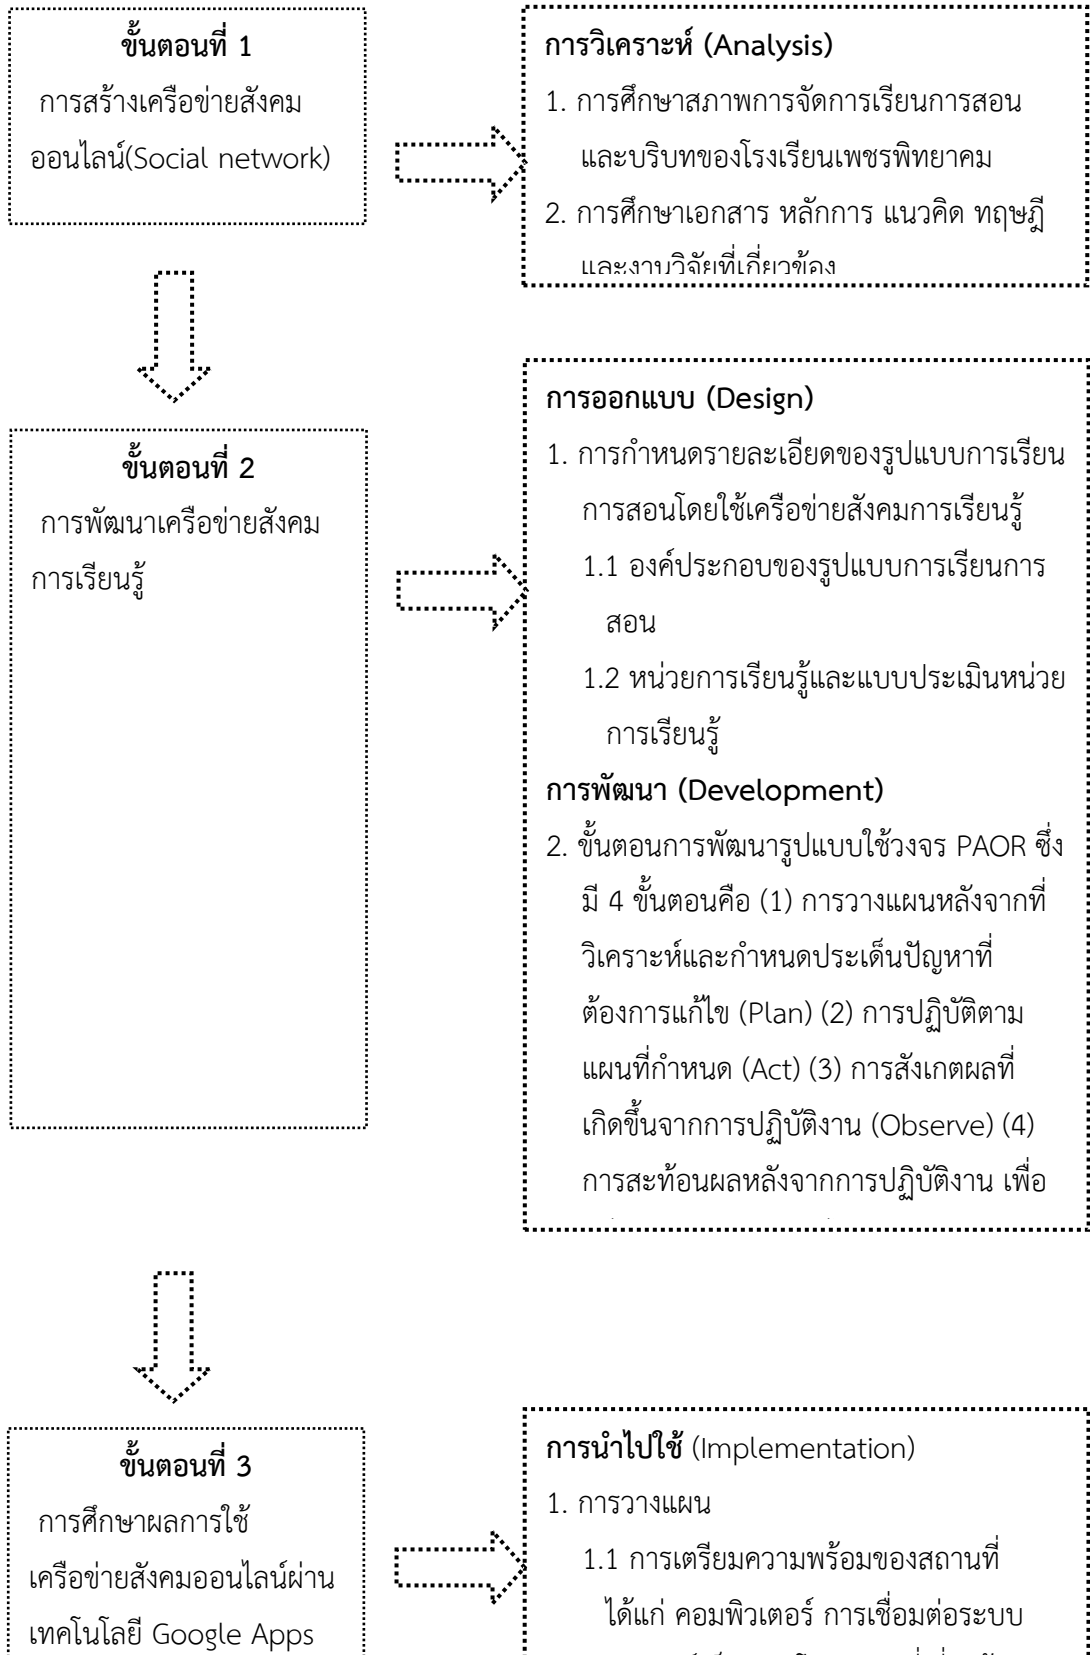 ขั้นตอนที่ 1
การสร้างเครือข่ายสังคม
ออนไลน์(Social network)
การวิเคราะห์ (Analysis)
1. การศึกษาสภาพการจัดการเรียนการสอน
และบริบทของโรงเรียนเพชรพิทยาคม
2. การศึกษาเอกสาร หลักการ แนวคิด ทฤษฎี
และงานวิจัยที่เกี่ยวข้อง
ขั้นตอนที่ 2
การพัฒนาเครือข่ายสังคม
การเรียนรู้
การออกแบบ (Design)
1. การกำหนดรายละเอียดของรูปแบบการเรียน
การสอนโดยใช้เครือข่ายสังคมการเรียนรู้
1.1 องค์ประกอบของรูปแบบการเรียนการ
สอน
1.2 หน่วยการเรียนรู้และแบบประเมินหน่วย
การเรียนรู้
การพัฒนา (Development)
2. ขั้นตอนการพัฒนารูปแบบใช้วงจร PAOR ซึ่ง
มี 4 ขั้นตอนคือ (1) การวางแผนหลังจากที่
วิเคราะห์และกำหนดประเด็นปัญหาที่
ต้องการแก้ไข (Plan) (2) การปฏิบัติตาม
แผนที่กำหนด (Act) (3) การสังเกตผลที่
เกิดขึ้นจากการปฏิบัติงาน (Observe) (4)
การสะท้อนผลหลังจากการปฏิบัติงาน เพื่อ
ขั้นตอนที่ 3
การศึกษาผลการใช้
เครือข่ายสังคมออนไลน์ผ่าน
เทคโนโลยี Google Apps
การนำไปใช้ (Implementation)
1. การวางแผน
1.1 การเตรียมความพร้อมของสถานที่
ได้แก่ คอมพิวเตอร์ การเชื่อมต่อระบบ